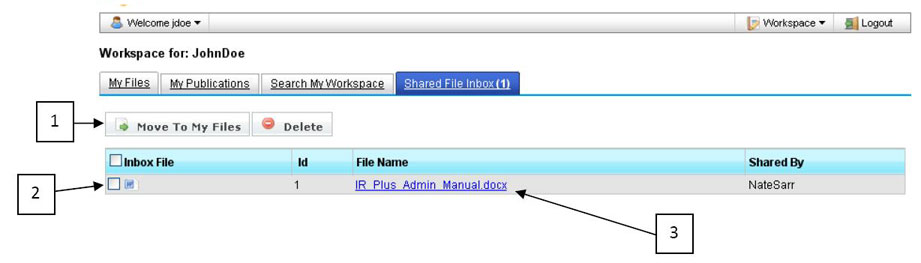 Welcome jdoe Workspace Logout
Workspace for: JohnDoe
My Files My Publications Search My Workspace Shared File Inbox (1)
1 Move To My Files Delete
Inbox File Id File Name Shared By
2 1 IR_Plus_Admin_Manual.docx NateSarr
3